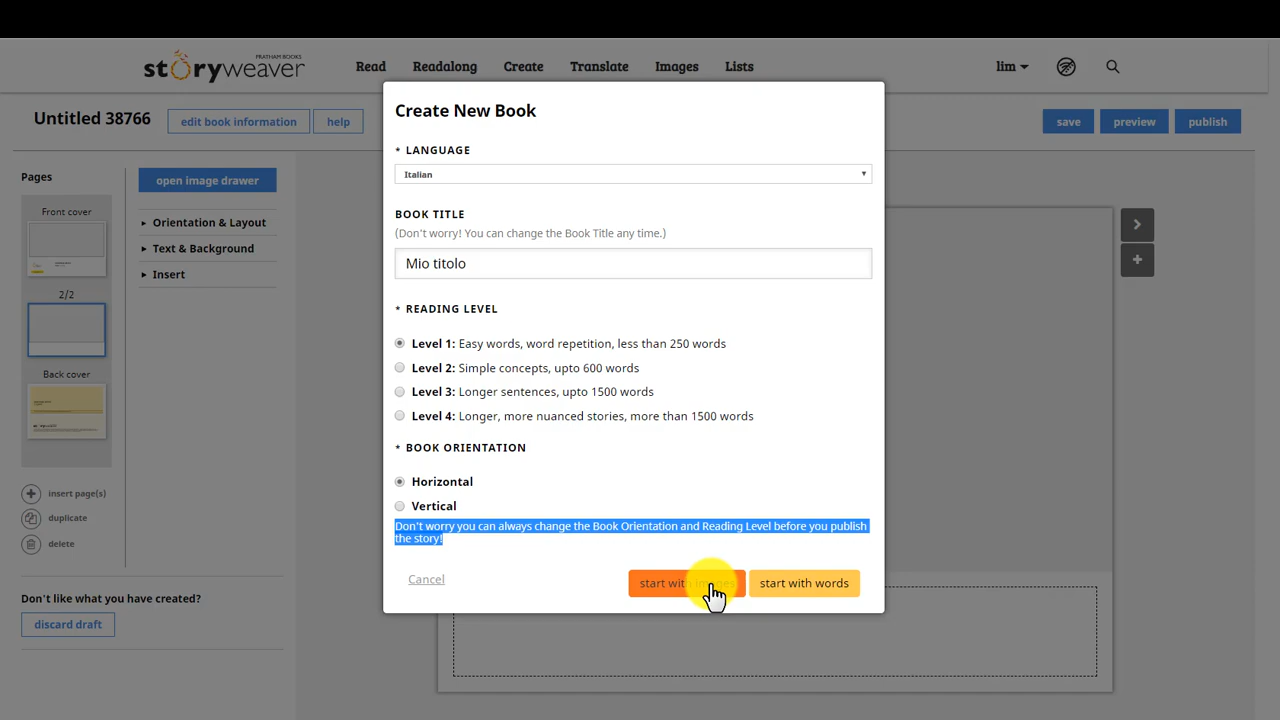 PRATHAM BOOKS
storyweaver
Read
Readalong
Create
Translate
Images
Lists
lim
Untitled 38766
edit book information
help
save
preview
publish
Pages
open image drawer
Front cover
Orientation & Layout
Text & Background
Insert
2/2
Back cover
insert page(s)
duplicate
delete
Don't like what you have created?
discard draft
Create New Book
* LANGUAGE
Italian
BOOK TITLE
(Don't worry! You can change the Book Title any time.)
Mio titolo
* READING LEVEL
Level 1: Easy words, word repetition, less than 250 words
Level 2: Simple concepts, upto 600 words
Level 3: Longer sentences, upto 1500 words
Level 4: Longer, more nuanced stories, more than 1500 words
* BOOK ORIENTATION
Horizontal
Vertical
Don't worry you can always change the Book Orientation and Reading Level before you publish
the story!
Cancel
start with images
start with words